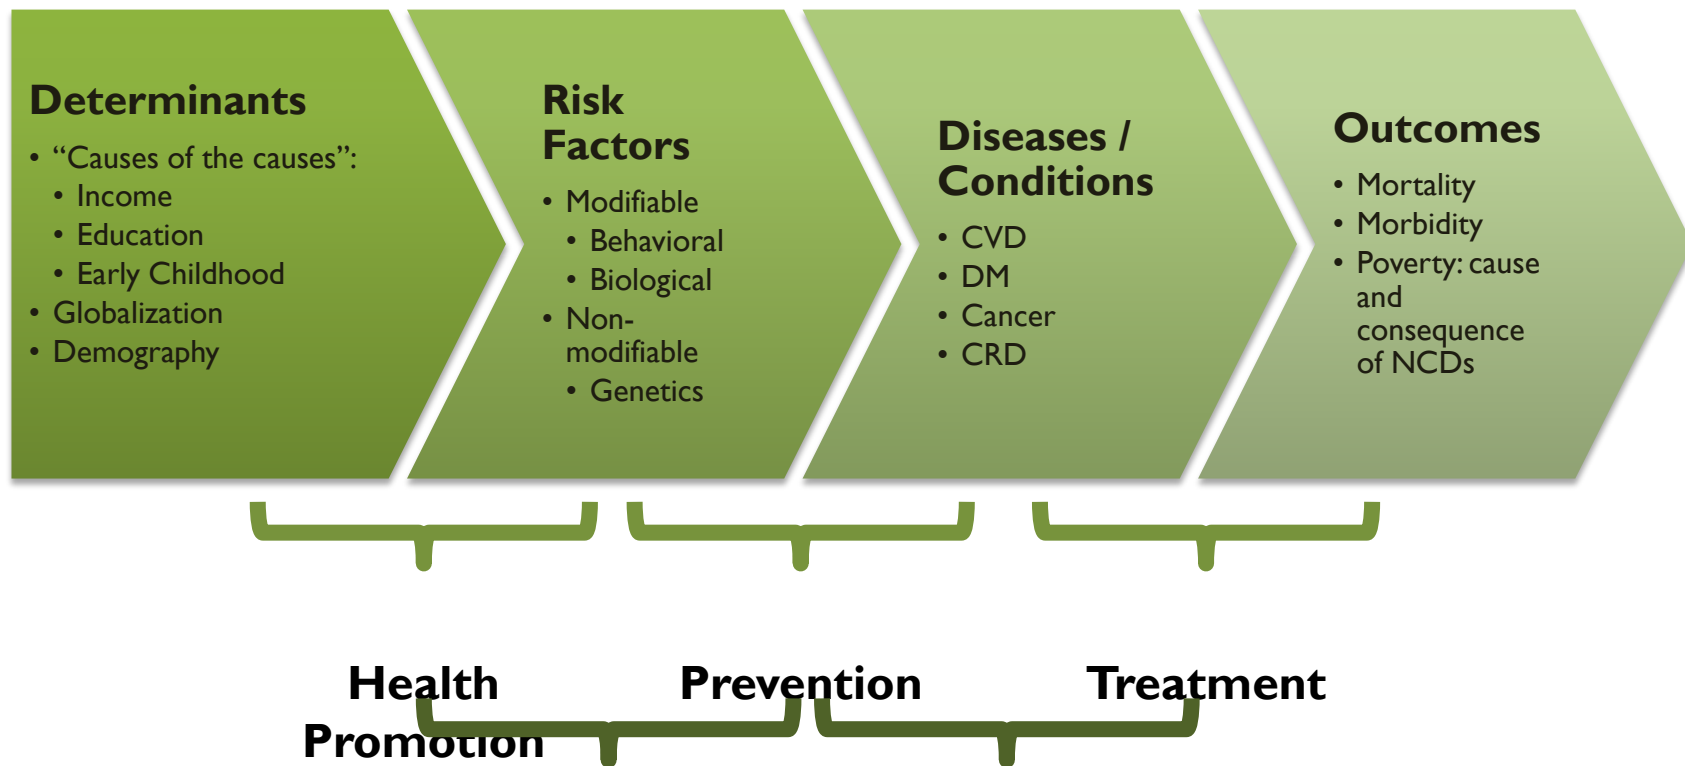 Determinants
• “Causes of the causes”:
• Income
• Education
• Early Childhood
• Globalization
• Demography
Risk
Factors
• Modifiable
• Behavioral
• Biological
• Non-
modifiable
• Genetics
Diseases /
Conditions
• CVD
• DM
• Cancer
• CRD
Outcomes
• Mortality
• Morbidity
• Poverty: cause
and
consequence
of NCDs
Health
Promotion
Prevention
Treatment